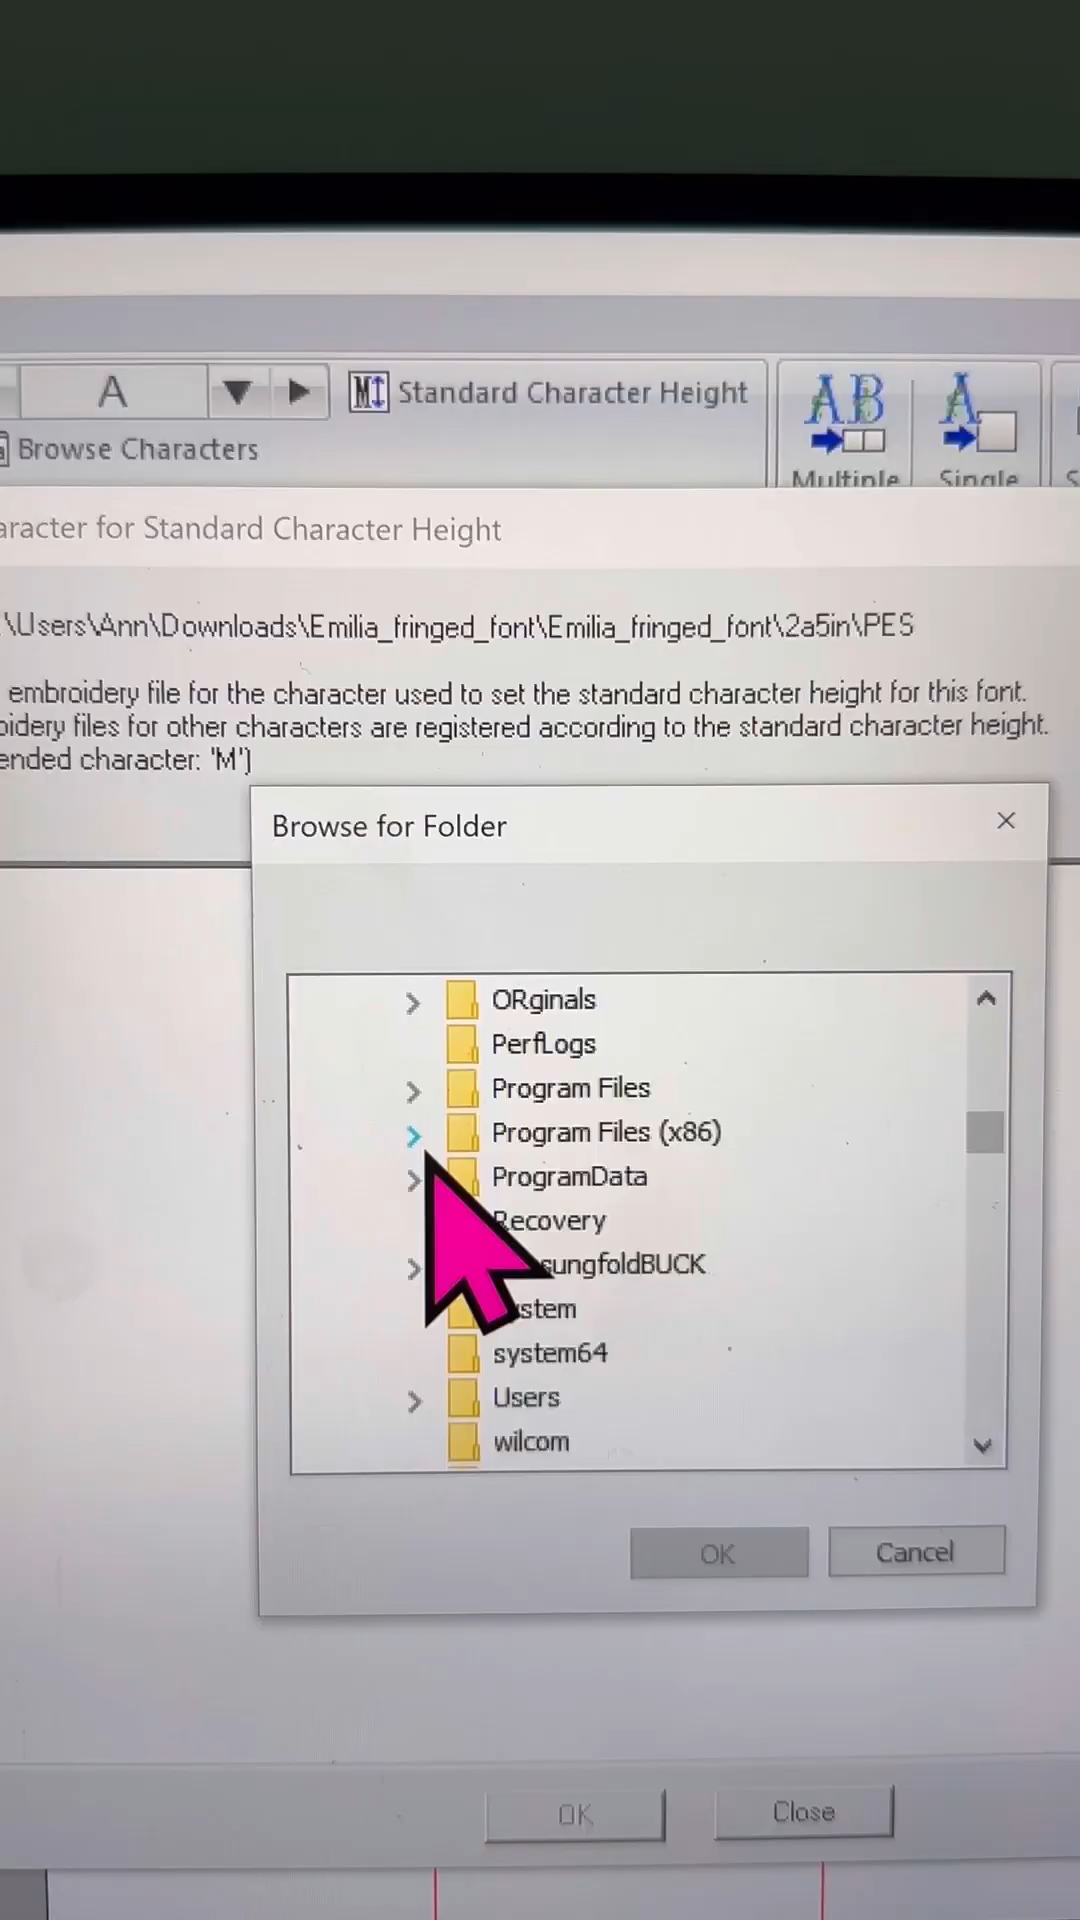 A
Standard Character Height
Browse Characters
Multiple
Single
aracter for Standard Character Height
\Users\Ann\Downloads\Emilia_fringed_font\Emilia_fringed_font\2a5in\PES
embroidery file for the character used to set the standard character height for this font.
oidery files for other characters are registered according to the standard character height.
ended character: 'M')
Browse for Folder
ORginals
PerfLogs
Program Files
Program Files (x86)
ProgramData
Recovery
sungfoldBUCK
stem
system64
Users
wilcom
OK
Cancel
OK
Close